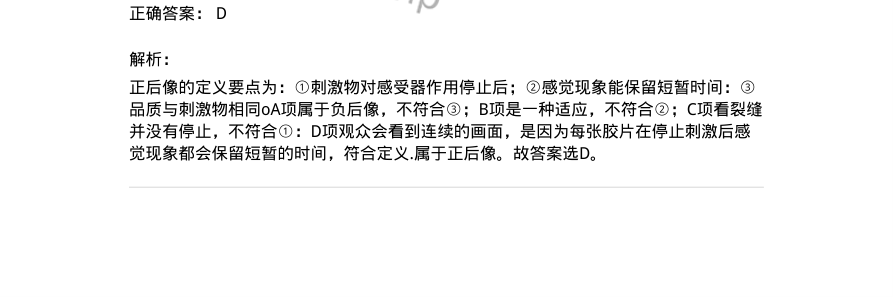 正确答案： D
解析：
正后像的定义要点为：①刺激物对感受器作用停止后；②感觉现象能保留短暂时间：③
品质与刺激物相同oA项属于负后像，不符合③；B项是一种适应，不符合②；C项看裂缝
并没有停止，不符合①：D项观众会看到连续的画面，是因为每张胶片在停止刺激后感
觉现象都会保留短暂的时间，符合定义.属于正后像。故答案选D。